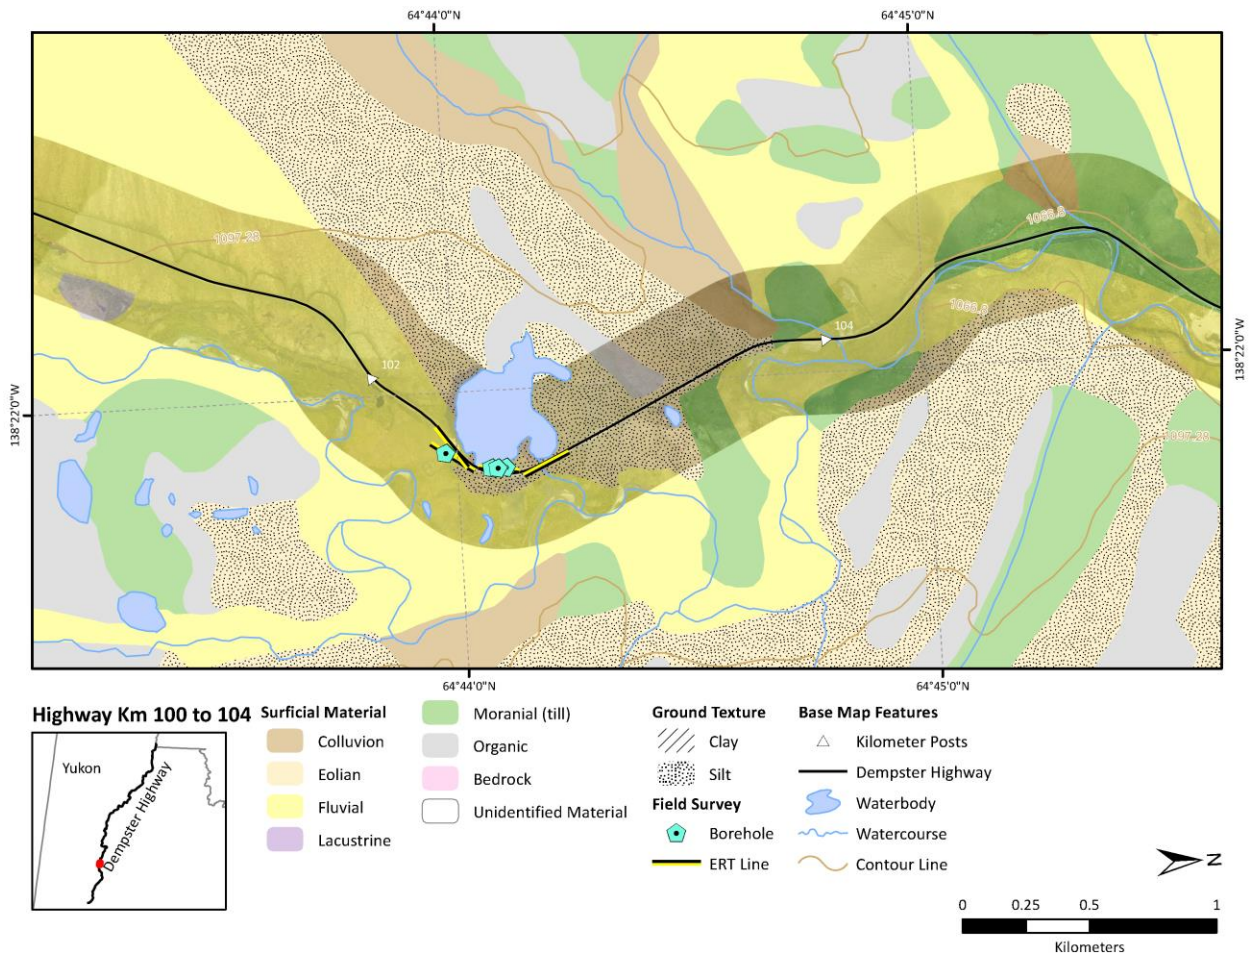 64°44'0"N
64°45'0"N
1068.8
1097.28
104
1066.8
138°22'0"W
102
138°22'0"W
1097.28
64°44'0"N
64°45'0"N
Highway Km 100 to 104
Yukon
Dempster Highway
Surficial Material
Colluvion
Eolian
Fluvial
Lacustrine
Moranial (till)
Organic
Bedrock
Unidentified Material
Ground Texture
Clay
Silt
Field Survey
Borehole
ERT Line
Base Map Features
Kilometer Posts
Dempster Highway
Waterbody
Watercourse
Contour Line
N
0 0.25 0.5 1
Kilometers